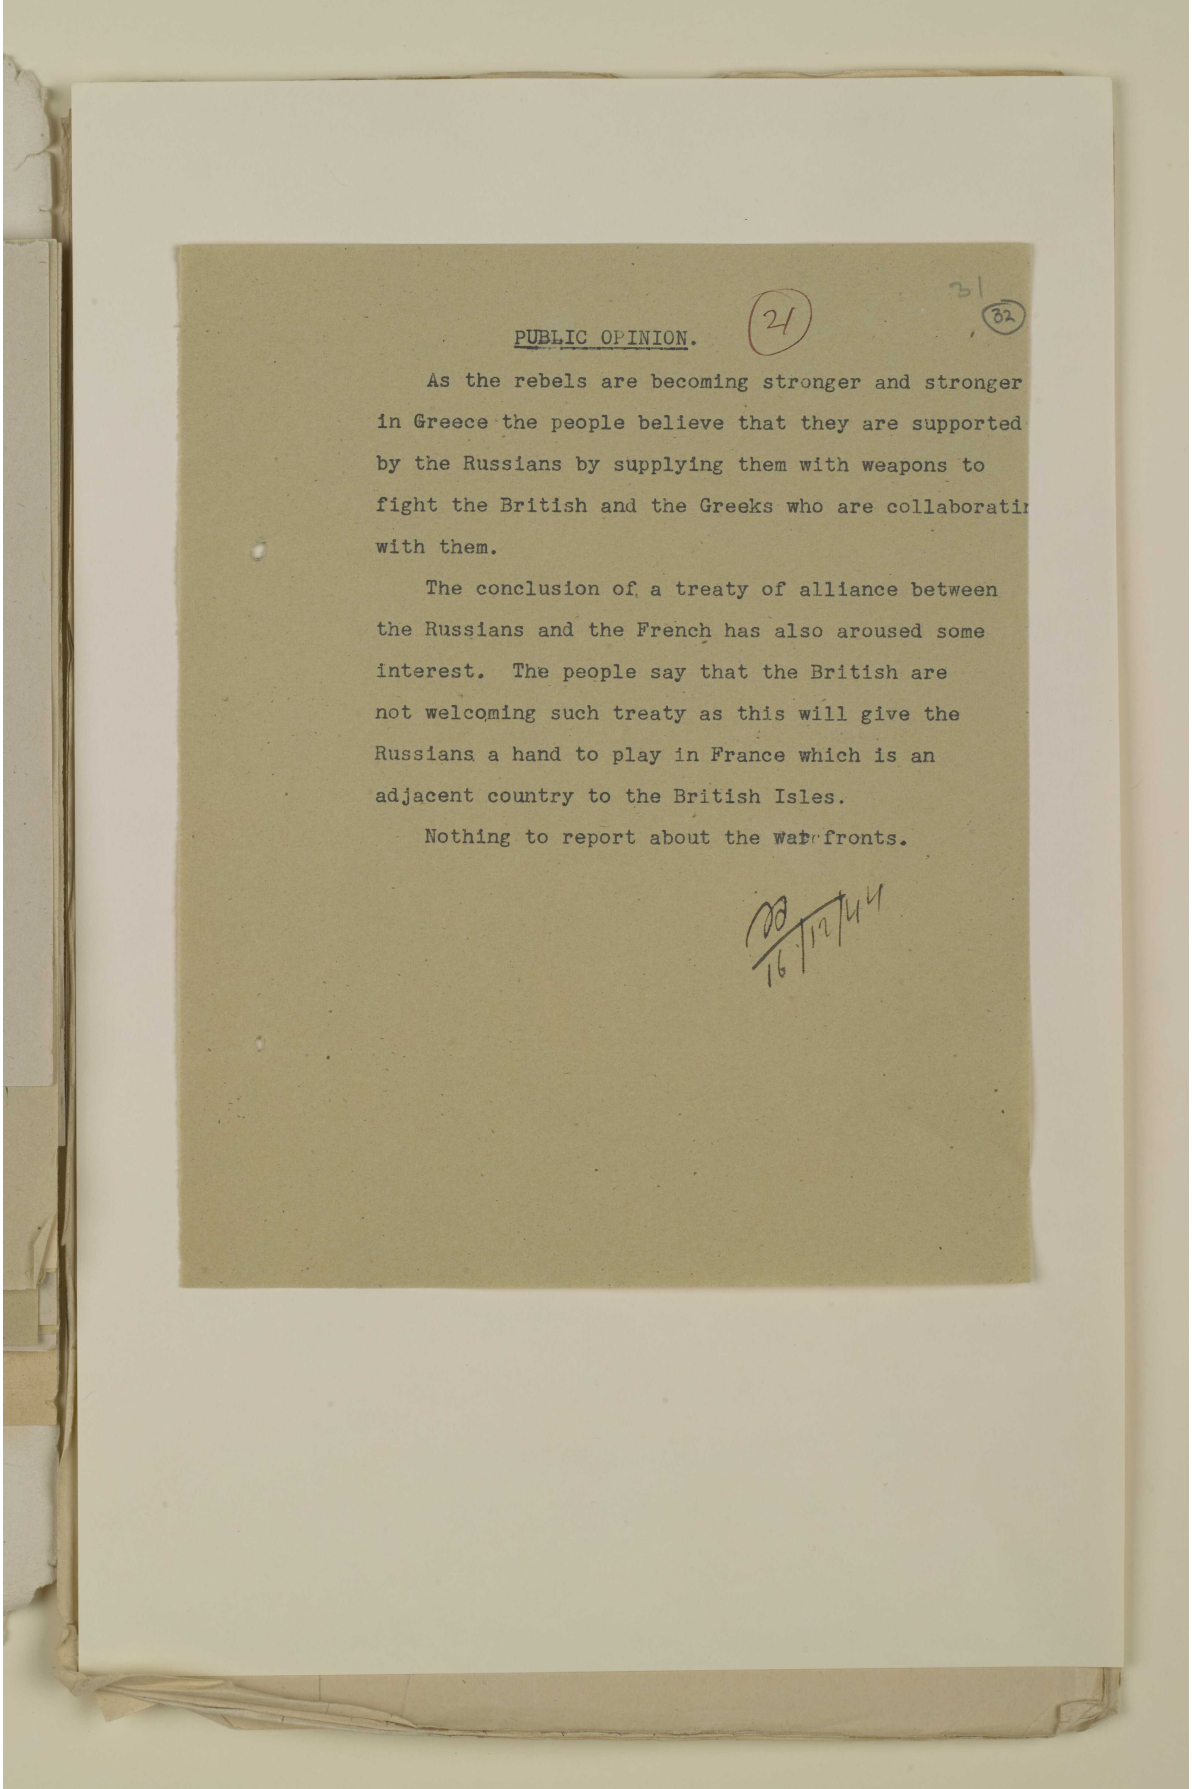 31
32
21
PUBLIC OPINION.
As the rebels are becoming stronger and stronger
in Greece the people believe that they are supported
by the Russians by supplying them with weapons to
fight the British and the Greeks who are collaboratin
with them.
The conclusion of a treaty of alliance between
the Russians and the French has also aroused some
interest. The people say that the British are
not welcoming such treaty as this will give the
Russians a hand to play in France which is an
adjacent country to the British Isles.
Nothing to report about the war fronts.
16/12/44